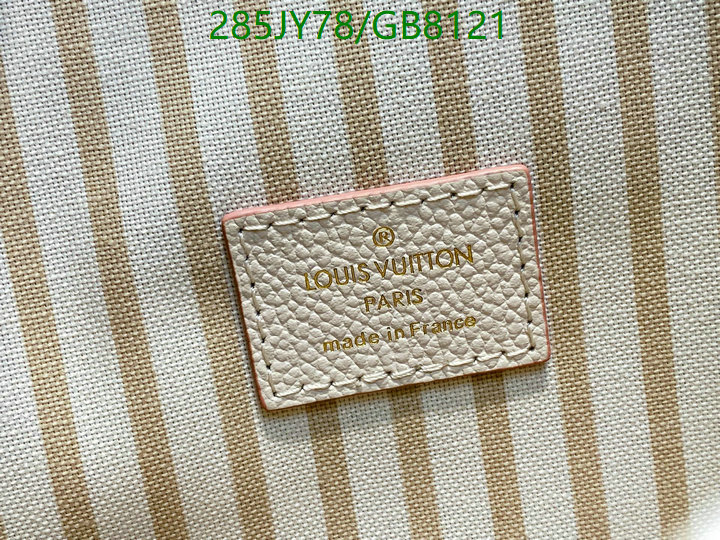 285JY78/GB8121
®
LOUIS VUITTON
PARIS
made in France